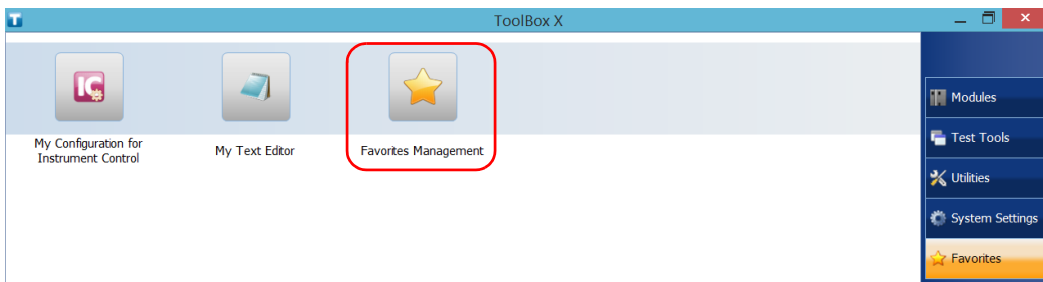 ToolBox X
IC
My Configuration for
Instrument Control
My Text Editor
Favorites Management
Modules
Test Tools
Utilities
System Settings
Favorites